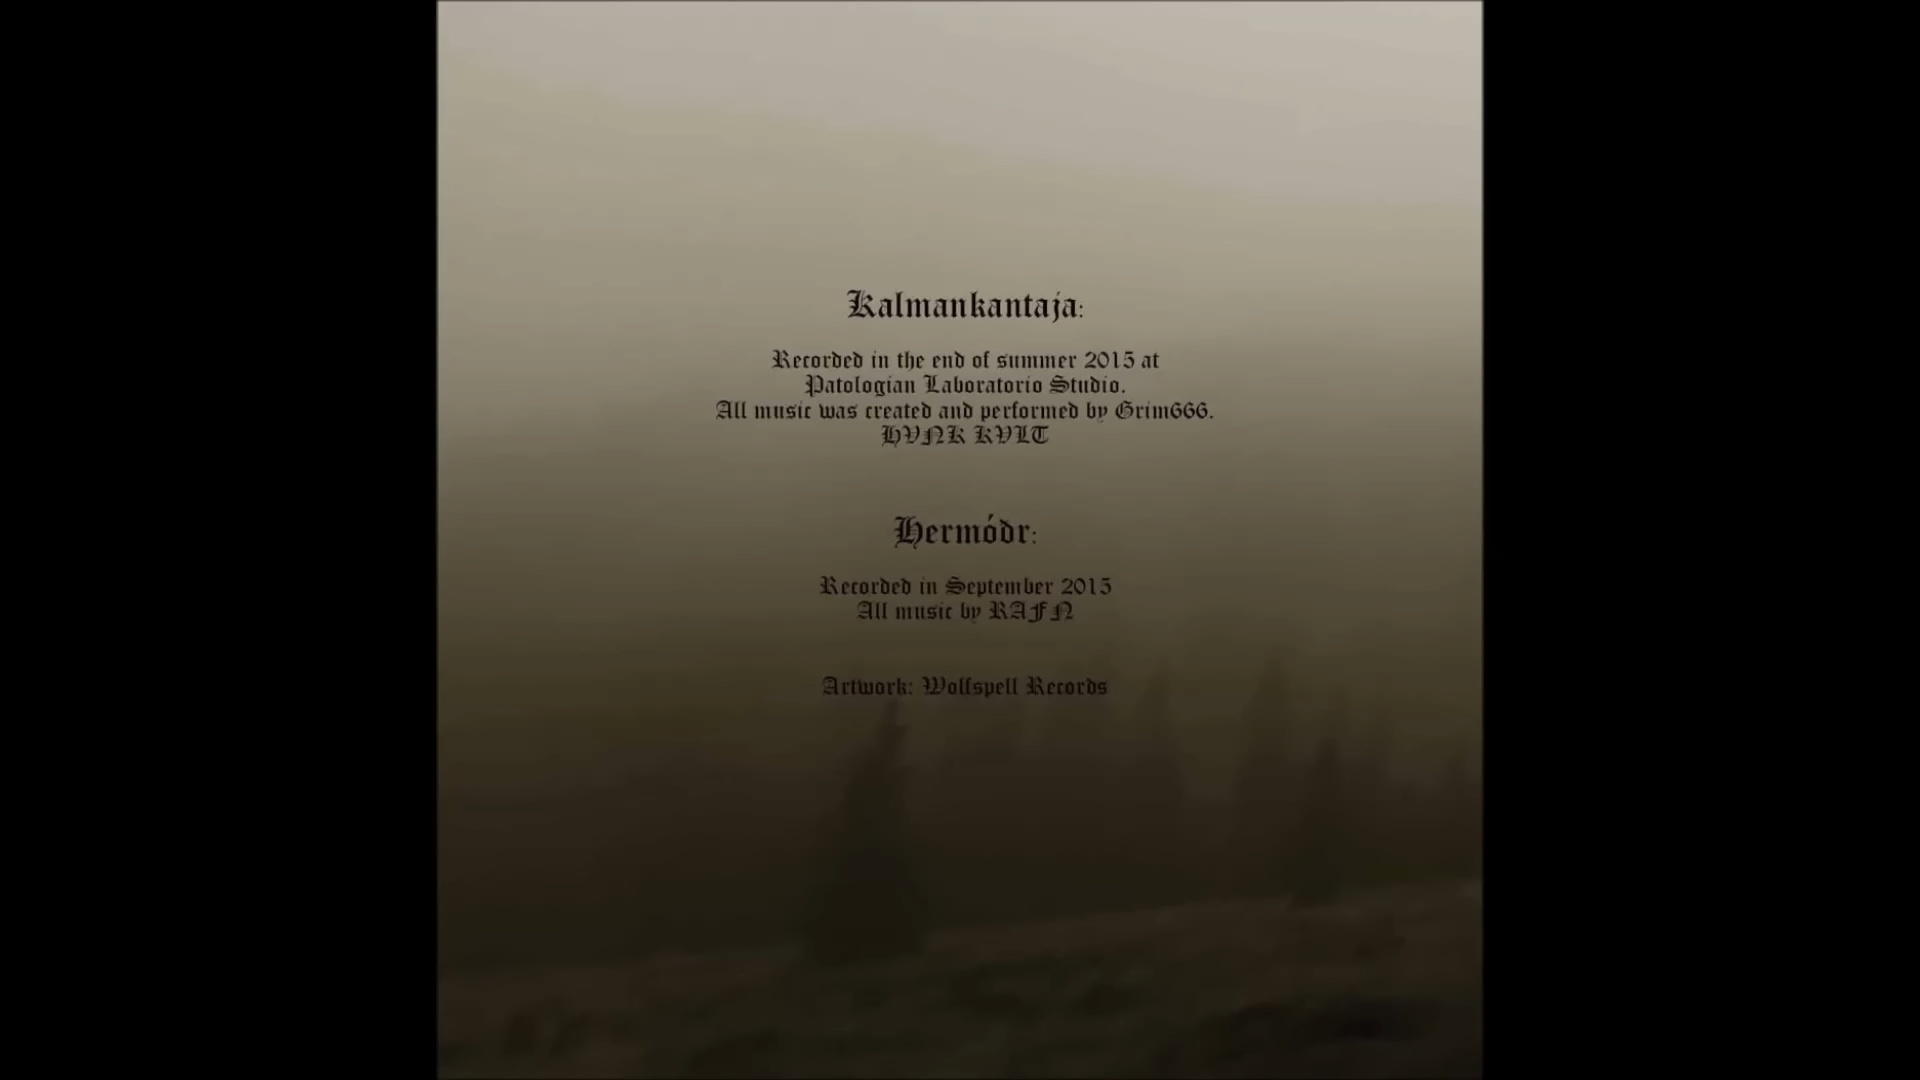 Kalmankantaja:
Recorded in the end of summer 2015 at
Patologian Laboratorio Studio.
All music was created and performed by Grim666.
HVNK KVLT
Hermóðr:
Recorded in September 2015
All music by RAFN
Artwork: Wolfspell Records